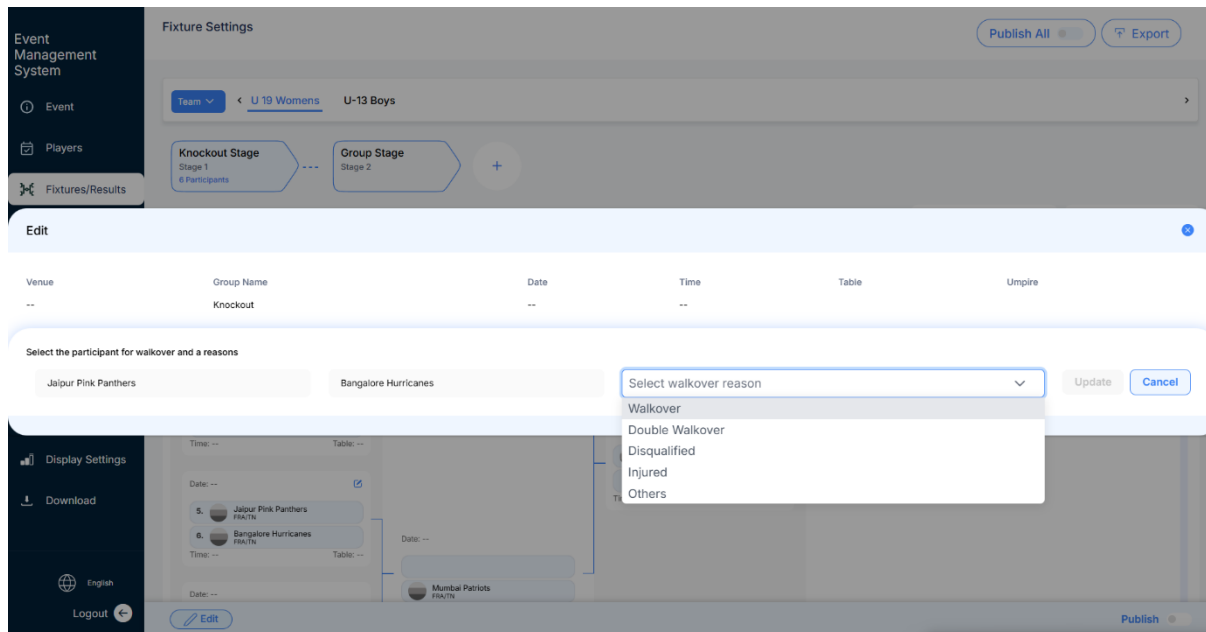 Event
Management
System
Event
Players
Fixtures/Results
Display Settings
Download
English
Logout
Fixture Settings
Publish All
Export
Team
U 19 Womens
U-13 Boys
Knockout Stage
Stage 1
6 Participants
Group Stage
Stage 2
+
Edit
Venue Group Name Date Time Table Umpire
-- Knockout -- --
Select the participant for walkover and a reasons
Jaipur Pink Panthers Bangalore Hurricanes Select walkover reason Update Cancel
Walkover
Double Walkover
Disqualified
Injured
Others
Time: -- Table: --
Date: --
5. Jaipur Pink Panthers
FRA/TN
6. Bangalore Hurricanes
FRA/TN
Time: -- Table: --
Date: --
Date: --
Mumbai Patriots
FRA/TN
Edit
Publish